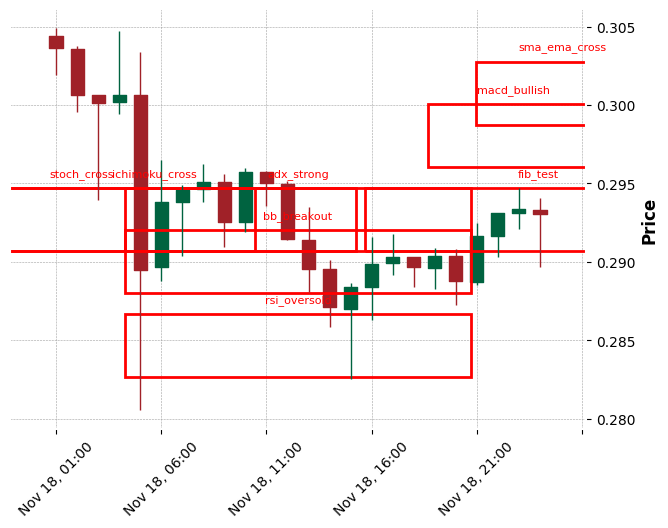 0.305
sma_ema_cross
macd_bullish
0.300
stoch_cross
ichimoku_cross
adx_strong
fib_test
0.295
bb_breakout
Price
0.290
rsi_oversold
0.285
0.280
Nov 18, 01:00
Nov 18, 06:00
Nov 18, 11:00
Nov 18, 16:00
Nov 18, 21:00